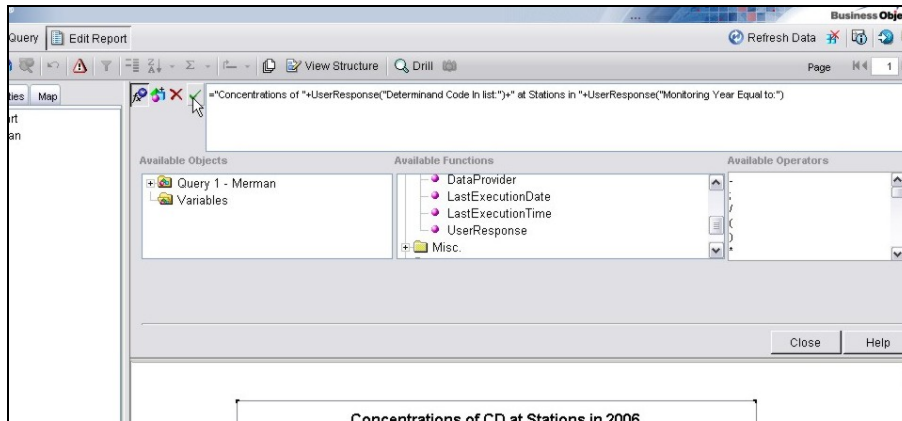 ... Business Obje
Query Edit Report Refresh Data
View Structure Drill Page 1
ties Map
="Concentrations of "+UserResponse("Determinand Code In list:")+" at Stations in "+UserResponse("Monitoring Year Equal to:")
rt
an
Available Objects Available Functions Available Operators
Query 1 - Merman DataProvider -
Variables LastExecutionDate ;
LastExecutionTime /
UserResponse (
Misc. )
*
Close Help
Concentrations of CD at Stations in 2006